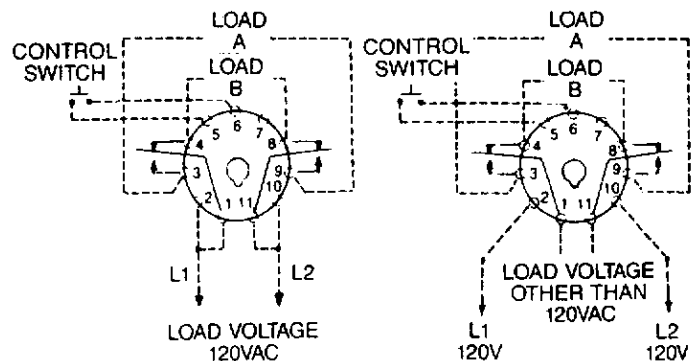 LOAD
A
CONTROL
SWITCH
LOAD
B
6
5
7
4
8
3
9
2
10
1
11
L1
L2
LOAD VOLTAGE
120VAC
LOAD
A
CONTROL
SWITCH
LOAD
B
6
5
7
4
8
3
9
2
10
1
11
LOAD VOLTAGE
OTHER THAN
120VAC
L1
120V
L2
120V